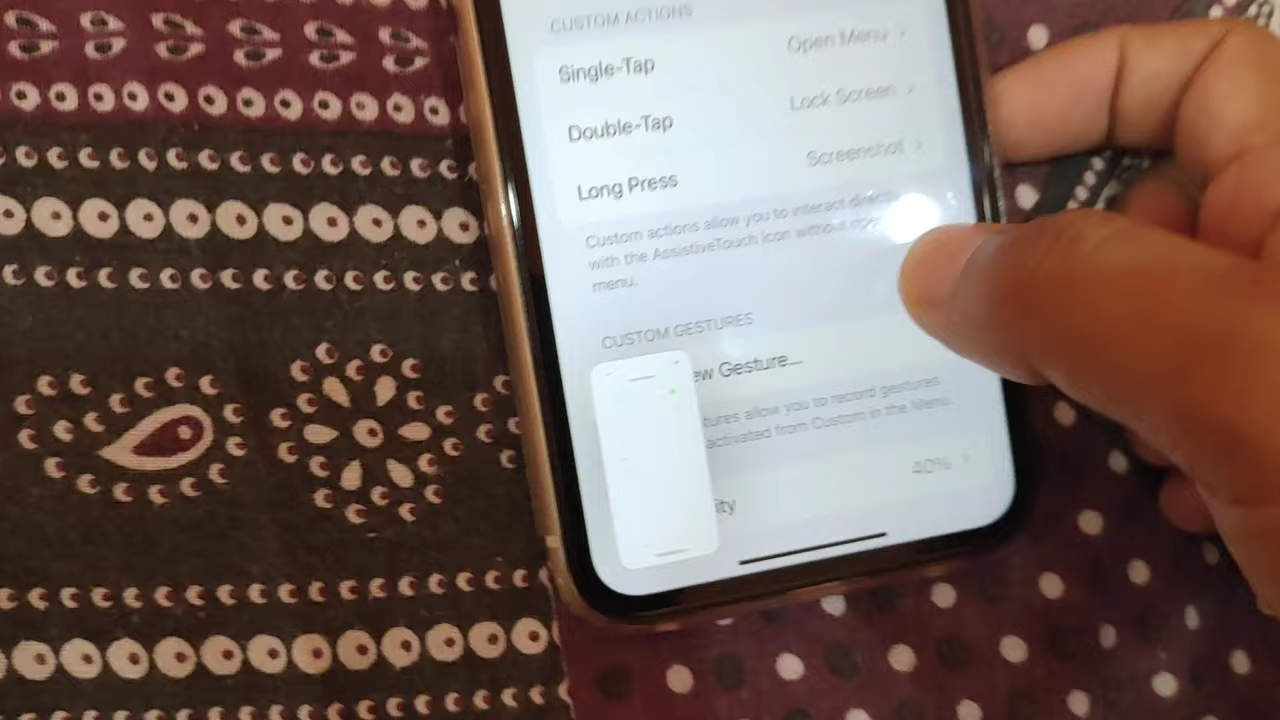 CUSTOM ACTIONS
Single-Tap Open Menu
Double-Tap Lock Screen
Long Press Screenshot
Custom actions allow you to interact
with the AssistiveTouch icon without
menu.
CUSTOM GESTURES
ew Gesture...
tures allow you to record gestures
activated from Custom in the Menu.
ity 40%